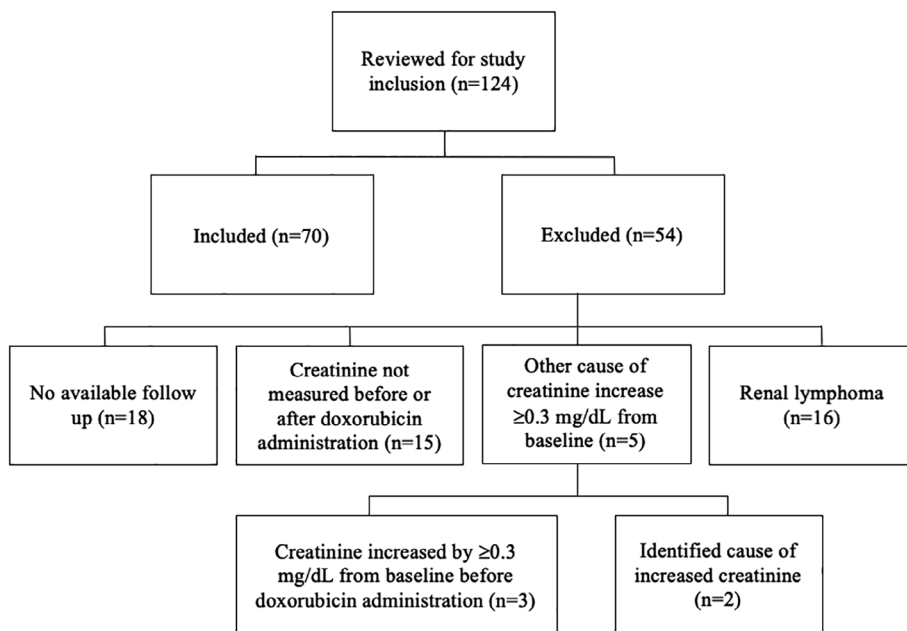 Reviewed for study
inclusion (n=124)
Included (n=70)
Excluded (n=54)
No available follow
up (n=18)
Creatinine not
measured before or
after doxorubicin
administration (n=15)
Other cause of
creatinine increase
≥0.3 mg/dL from
baseline (n=5)
Renal lymphoma
(n=16)
Creatinine increased by ≥0.3
mg/dL from baseline before
doxorubicin administration (n=3)
Identified cause of
increased creatinine
(n=2)